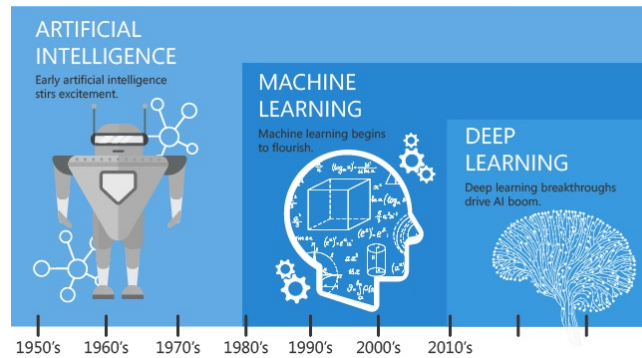 ARTIFICIAL
INTELLIGENCE
Early artificial intelligence
stirs excitement.
MACHINE
LEARNING
Machine learning begins
to flourish.
DEEP
LEARNING
Deep learning breakthroughs
drive AI boom.
1950's 1960's 1970's 1980's 1990's 2000's 2010's